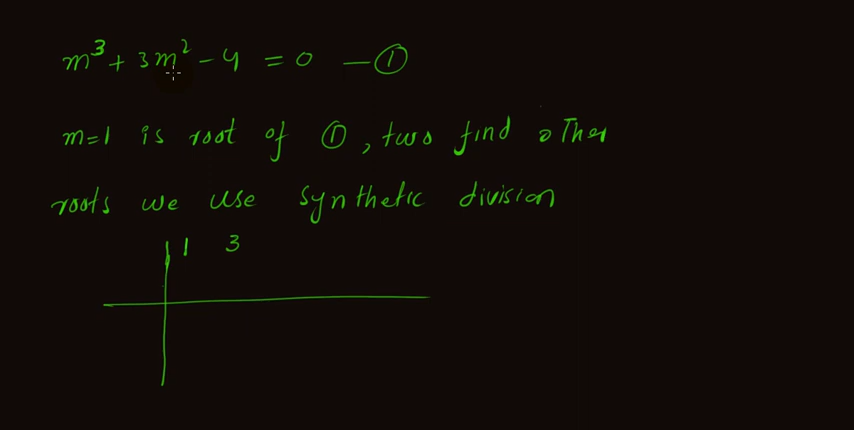 m³ + 3m² - 4 = 0 — ①
m=1 is root of ①, two find other
roots we use synthetic division
1 3